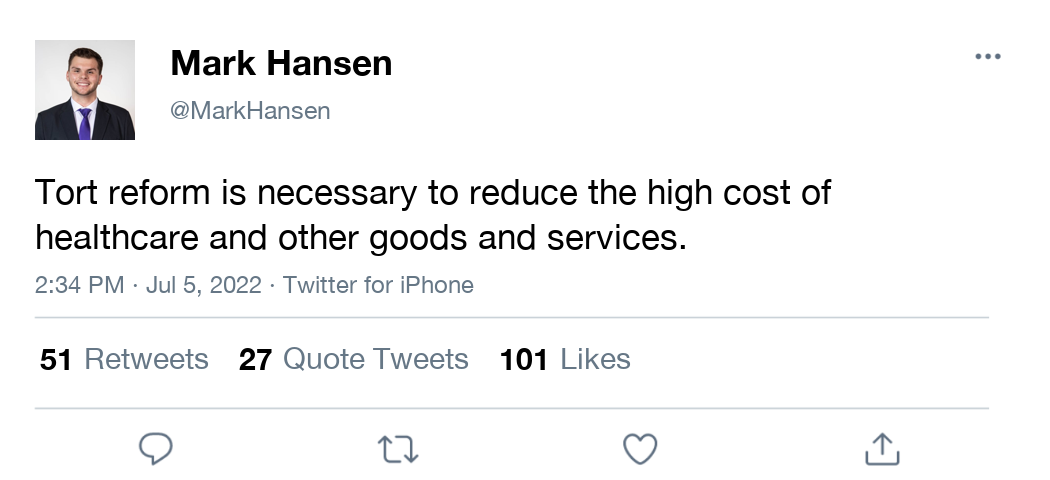 Mark Hansen
@MarkHansen
Tort reform is necessary to reduce the high cost of
healthcare and other goods and services.
2:34 PM · Jul 5, 2022 · Twitter for iPhone
51 Retweets 27 Quote Tweets 101 Likes